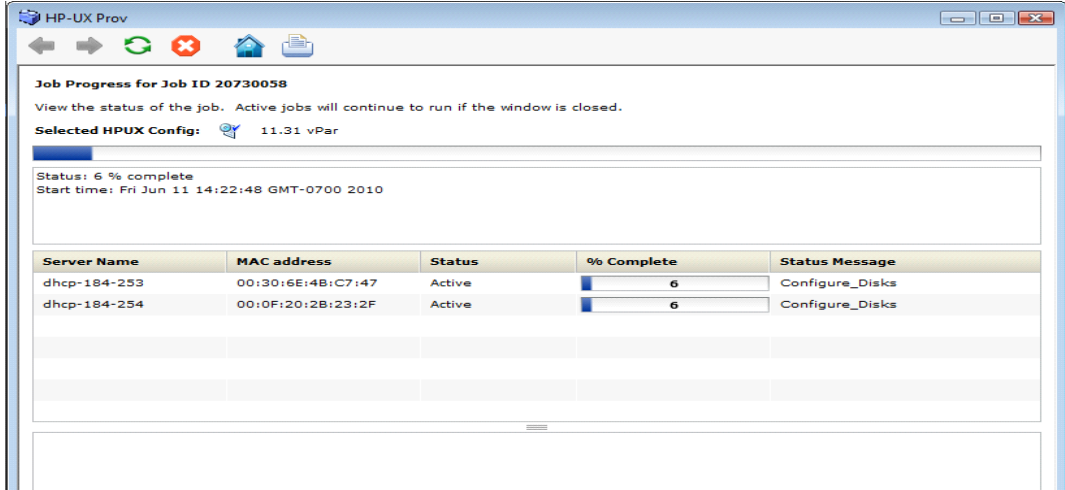 HP-UX Prov
Job Progress for Job ID 20730058
View the status of the job. Active jobs will continue to run if the window is closed.
Selected HPUX Config: 11.31 vPar
Status: 6 % complete
Start time: Fri Jun 11 14:22:48 GMT-0700 2010
Server Name MAC address Status % Complete Status Message
dhcp-184-253 00:30:6E:4B:C7:47 Active 6 Configure_Disks
dhcp-184-254 00:0F:20:2B:23:2F Active 6 Configure_Disks